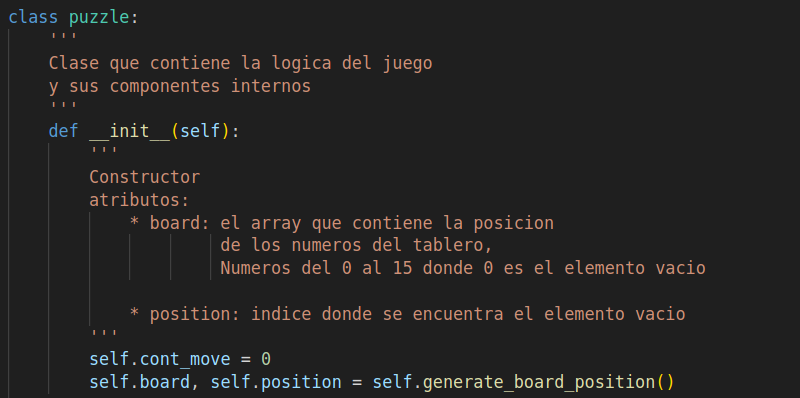 class puzzle:
    '''
    Clase que contiene la logica del juego
    y sus componentes internos
    '''
    def __init__(self):
        '''
        Constructor
        atributos:
            * board: el array que contiene la posicion
                     de los numeros del tablero,
                     Numeros del 0 al 15 donde 0 es el elemento vacio

            * position: indice donde se encuentra el elemento vacio
        '''
        self.cont_move = 0
        self.board, self.position = self.generate_board_position()